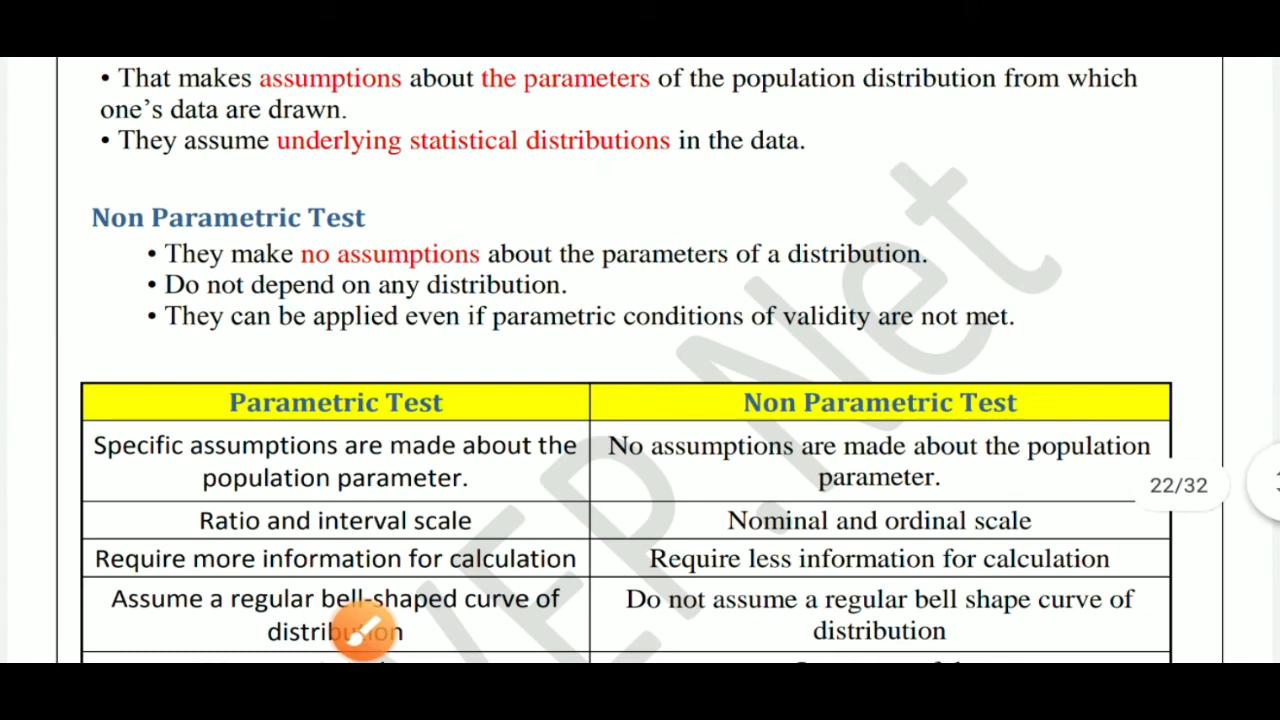 • That makes assumptions about the parameters of the population distribution from which
one’s data are drawn.
• They assume underlying statistical distributions in the data.
Non Parametric Test
• They make no assumptions about the parameters of a distribution.
• Do not depend on any distribution.
• They can be applied even if parametric conditions of validity are not met.
Parametric Test
Non Parametric Test
Specific assumptions are made about the
population parameter.
No assumptions are made about the population
parameter.
22/32
Ratio and interval scale
Nominal and ordinal scale
Require more information for calculation
Require less information for calculation
Assume a regular bell-shaped curve of
distribution
Do not assume a regular bell shape curve of
distribution